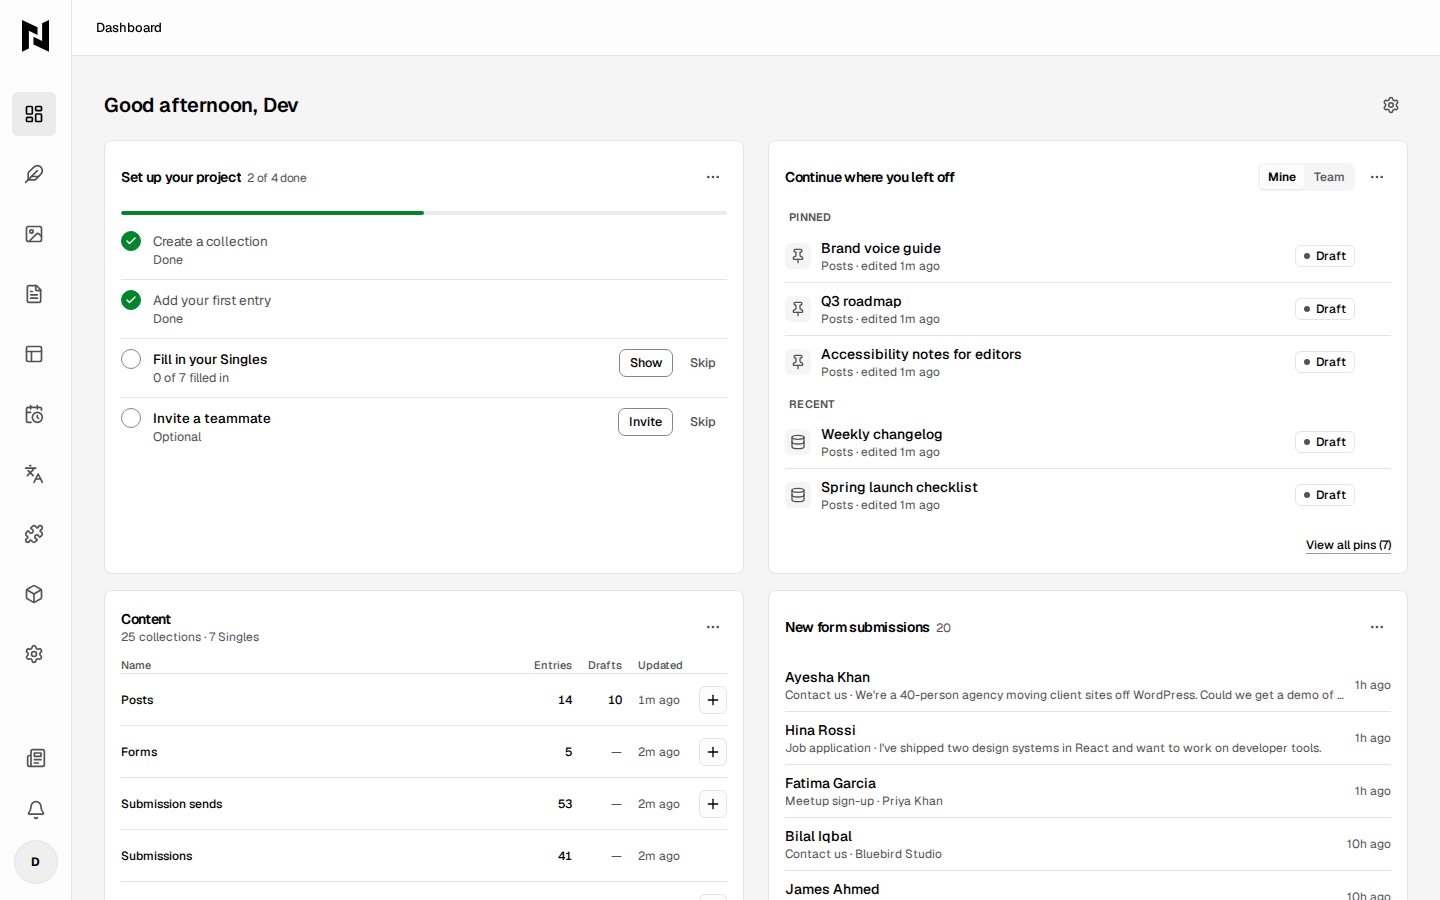 Dashboard
Good afternoon, Dev
Set up your project 2 of 4 done
Create a collection
Done
Add your first entry
Done
Fill in your Singles
0 of 7 filled in
Show Skip
Invite a teammate
Optional
Invite Skip
Continue where you left off
Mine Team
PINNED
Brand voice guide
Posts · edited 1m ago
Draft
Q3 roadmap
Posts · edited 1m ago
Draft
Accessibility notes for editors
Posts · edited 1m ago
Draft
RECENT
Weekly changelog
Posts · edited 1m ago
Draft
Spring launch checklist
Posts · edited 1m ago
Draft
View all pins (7)
Content
25 collections · 7 Singles
Name Entries Drafts Updated
Posts 14 10 1m ago
Forms 5 — 2m ago
Submission sends 53 — 2m ago
Submissions 41 — 2m ago
New form submissions 20
Ayesha Khan
Contact us · We're a 40-person agency moving client sites off WordPress. Could we get a demo of ...
1h ago
Hina Rossi
Job application · I've shipped two design systems in React and want to work on developer tools.
1h ago
Fatima Garcia
Meetup sign-up · Priya Khan
1h ago
Bilal Iqbal
Contact us · Bluebird Studio
10h ago
James Ahmed
10h ago
D